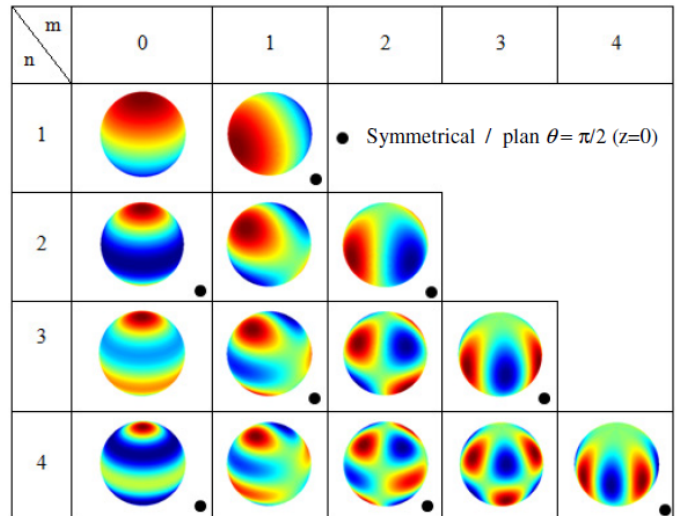 m
n
0 1 2 3 4
1
Symmetrical / plan θ= π/2 (z=0)
2
3
4